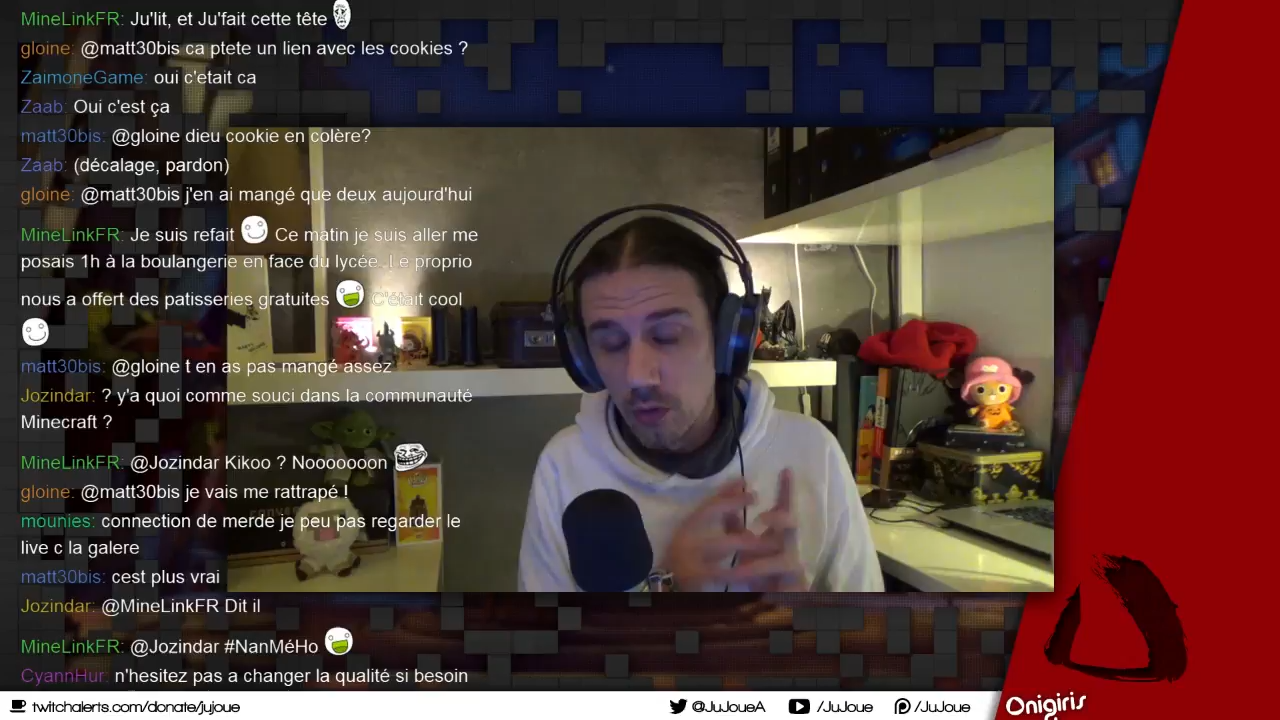 MineLinkFR: Ju'lit, et Ju'fait cette tête
gloine: @matt30bis ca ptete un lien avec les cookies ?
ZaimoneGame: oui c'etait ca
Zaab: Oui c'est ça
matt30bis: @gloine dieu cookie en colère?
Zaab: (décalage, pardon)
gloine: @matt30bis j'en ai mangé que deux aujourd'hui
MineLinkFR: Je suis refait Ce matin je suis aller me
posais 1h à la boulangerie en face du lycée. Le proprio
nous a offert des patisseries gratuites C'était cool
matt30bis: @gloine t en as pas mangé assez
Jozindar: ? y'a quoi comme souci dans la communauté
Minecraft ?
MineLinkFR: @Jozindar Kikoo ? Nooooooon
gloine: @matt30bis je vais me rattrapé !
mounies: connection de merde je peu pas regarder le
live c la galere
matt30bis: cest plus vrai
Jozindar: @MineLinkFR Dit il
MineLinkFR: @Jozindar #NanMéHo
CyannHur: n'hesitez pas a changer la qualité si besoin
twitchalerts.com/donate/jujoue
@JuJoueA
/JuJoue
/JuJoue
Onigiris